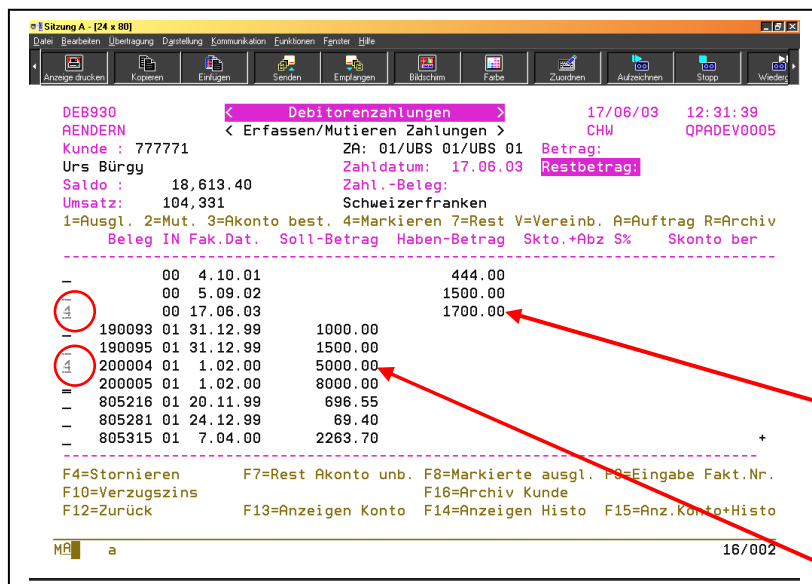 Sitzung A - [24 x 80]
Datei Bearbeiten Übertragung Darstellung Kommunikation Funktionen Fenster Hilfe
Anzeige drucken Kopieren Einfügen Senden Empfangen Bildschirm Farbe Zuordnen Aufzeichnen Stopp Wiederg
DEB930 < Debitorenzahlungen > 17/06/03 12:31:39
AENDERN < Erfassen/Mutieren Zahlungen > CHW QPADEV0005
Kunde : 777771 ZA: 01/UBS 01/UBS 01 Betrag:
Urs Bürgy Zahldatum: 17.06.03 Restbetrag:
Saldo : 18,613.40 Zahl.-Beleg:
Umsatz: 104,331 Schweizerfranken
1=Ausgl. 2=Mut. 3=Akonto best. 4=Markieren 7=Rest V=Vereinb. A=Auftrag R=Archiv
Beleg IN Fak.Dat. Soll-Betrag Haben-Betrag Skto.+Abz S% Skonto ber
_ 00 4.10.01 444.00
_ 00 5.09.02 1500.00
4 00 17.06.03 1700.00
_ 190093 01 31.12.99 1000.00
_ 190095 01 31.12.99 1500.00
4 200004 01 1.02.00 5000.00
_ 200005 01 1.02.00 8000.00
_ 805216 01 20.11.99 696.55
_ 805281 01 24.12.99 69.40
_ 805315 01 7.04.00 2263.70 +
F4=Stornieren F7=Rest Akonto unb. F8=Markierte ausgl. F9=Eingabe Fakt.Nr.
F10=Verzugszins F16=Archiv Kunde
F12=Zurück F13=Anzeigen Konto F14=Anzeigen Histo F15=Anz.Konto+Histo
MA a 16/002